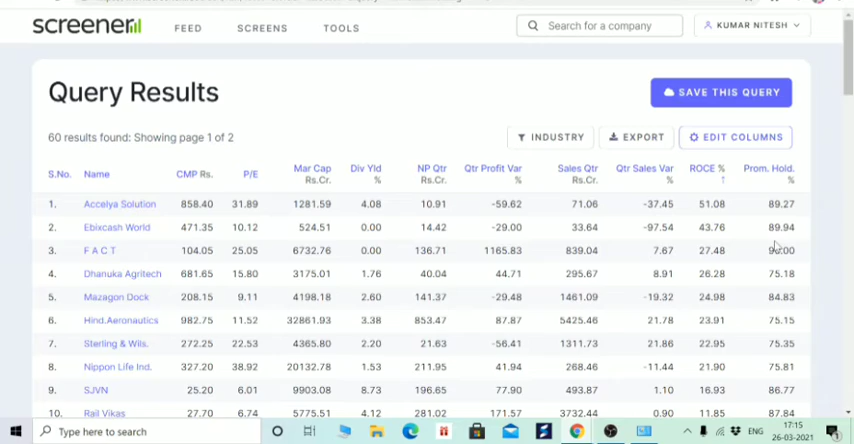 screener
FEED
SCREENS
TOOLS
Search for a company
KUMAR NITESH
Query Results
SAVE THIS QUERY
60 results found: Showing page 1 of 2
INDUSTRY
EXPORT
EDIT COLUMNS
S.No. Name CMP Rs. P/E Mar Cap Rs.Cr. Div Yld % NP Qtr Rs.Cr. Qtr Profit Var % Sales Qtr Rs.Cr. Qtr Sales Var % ROCE % ↑ Prom. Hold. %
1. Accelya Solution 858.40 31.89 1281.59 4.08 10.91 -59.62 71.06 -37.45 51.08 89.27
2. Ebixcash World 471.35 10.12 524.51 0.00 14.42 -29.00 33.64 -97.54 43.76 89.94
3. F A C T 104.05 25.05 6732.76 0.00 136.71 1165.83 839.04 7.67 27.48 90.00
4. Dhanuka Agritech 681.65 15.80 3175.01 1.76 40.04 44.71 295.67 8.91 26.28 75.18
5. Mazagon Dock 208.15 9.11 4198.18 2.60 141.37 -29.48 1461.09 -19.32 24.98 84.83
6. Hind.Aeronautics 982.75 11.52 32861.93 3.38 853.47 87.87 5425.46 21.78 23.91 75.15
7. Sterling & Wils. 272.25 22.53 4365.80 2.20 21.63 -56.41 1311.73 21.86 22.95 75.35
8. Nippon Life Ind. 327.20 38.92 20132.78 1.53 211.95 41.94 268.46 -11.44 21.90 75.81
9. SJVN 25.20 6.01 9903.08 8.73 196.65 77.90 493.87 1.10 16.93 86.77
10. Rail Vikas 27.70 6.74 5775.51 4.12 281.02 171.57 3732.44 0.90 11.85 87.84
Type here to search
ENG
17:15
26-03-2021